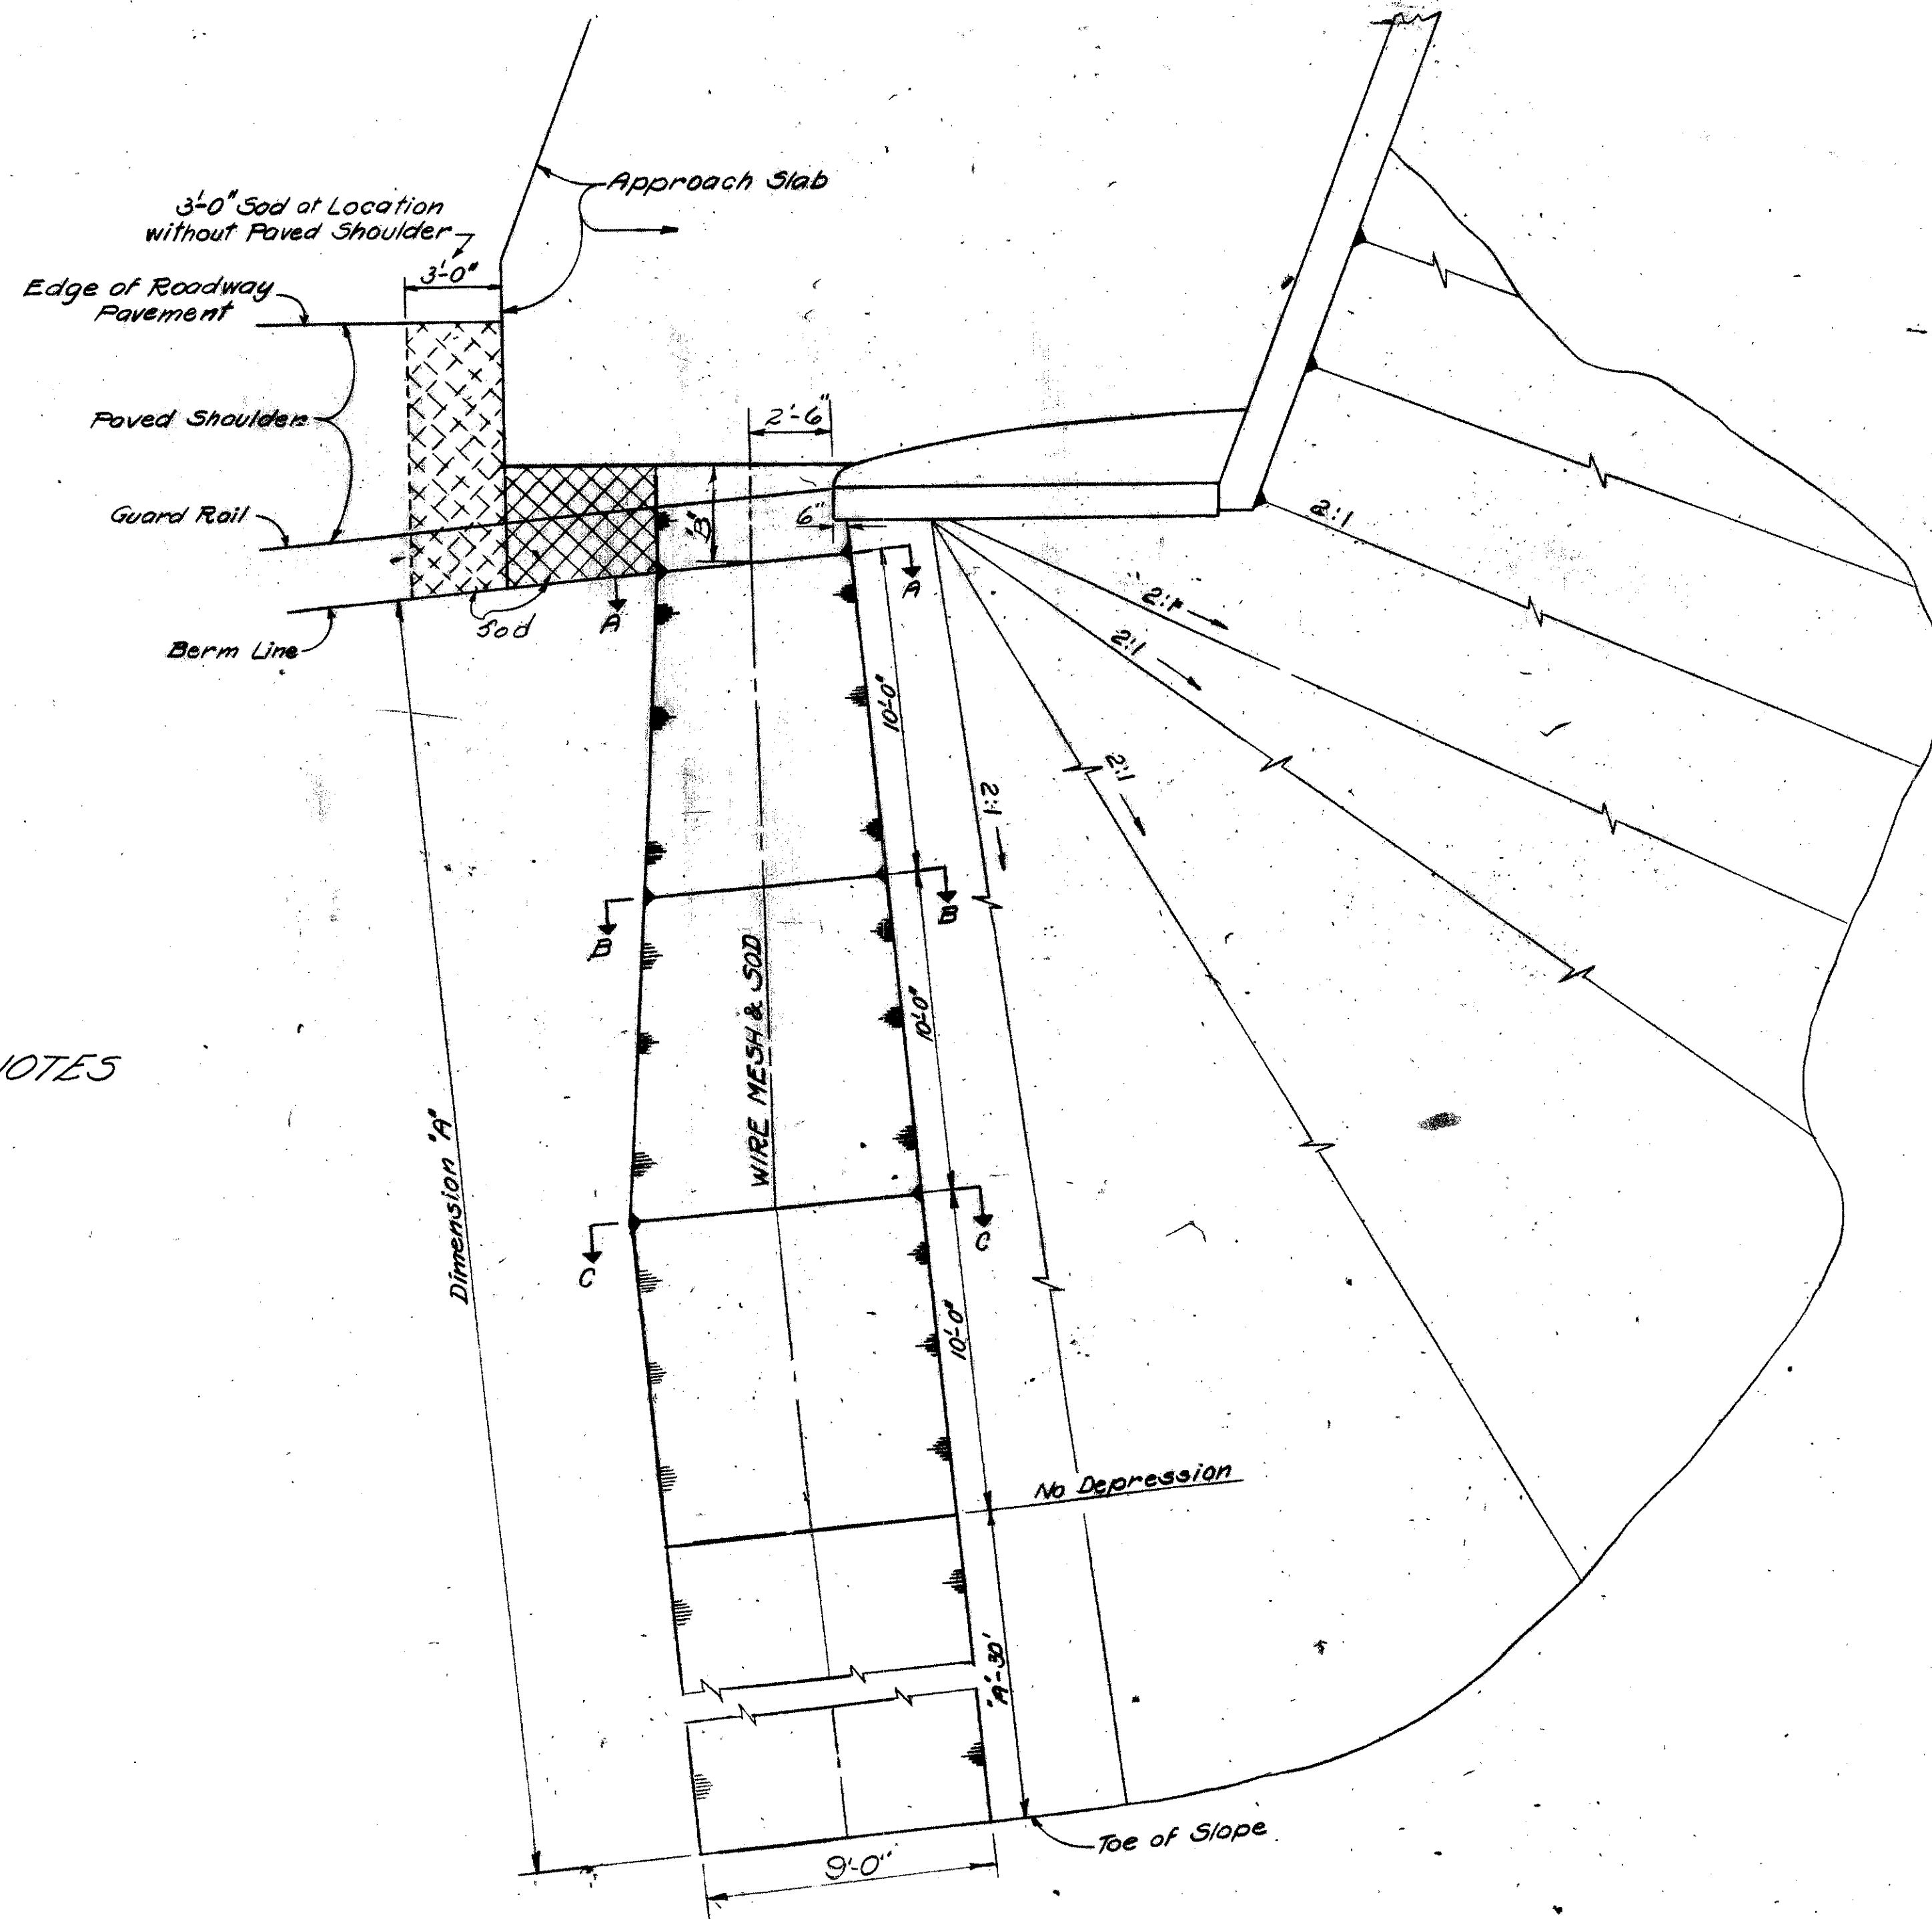 Approach Slab
3'-0" Sod at Location
without Paved Shoulder
3'-0"
Edge of Roadway
Pavement
Paved Shoulder
2'-6"
Guard Rail
"B"
6"
2:1
A
A
Sod
Berm Line
2:1
2:1
10'-0"
2:1
2:1
B
B
WIRE MESH & SOD
10'-0"
NOTES
Dimension "A"
C
C
10'-0"
No Depression
"A"-30'
Toe of Slope
9'-0"